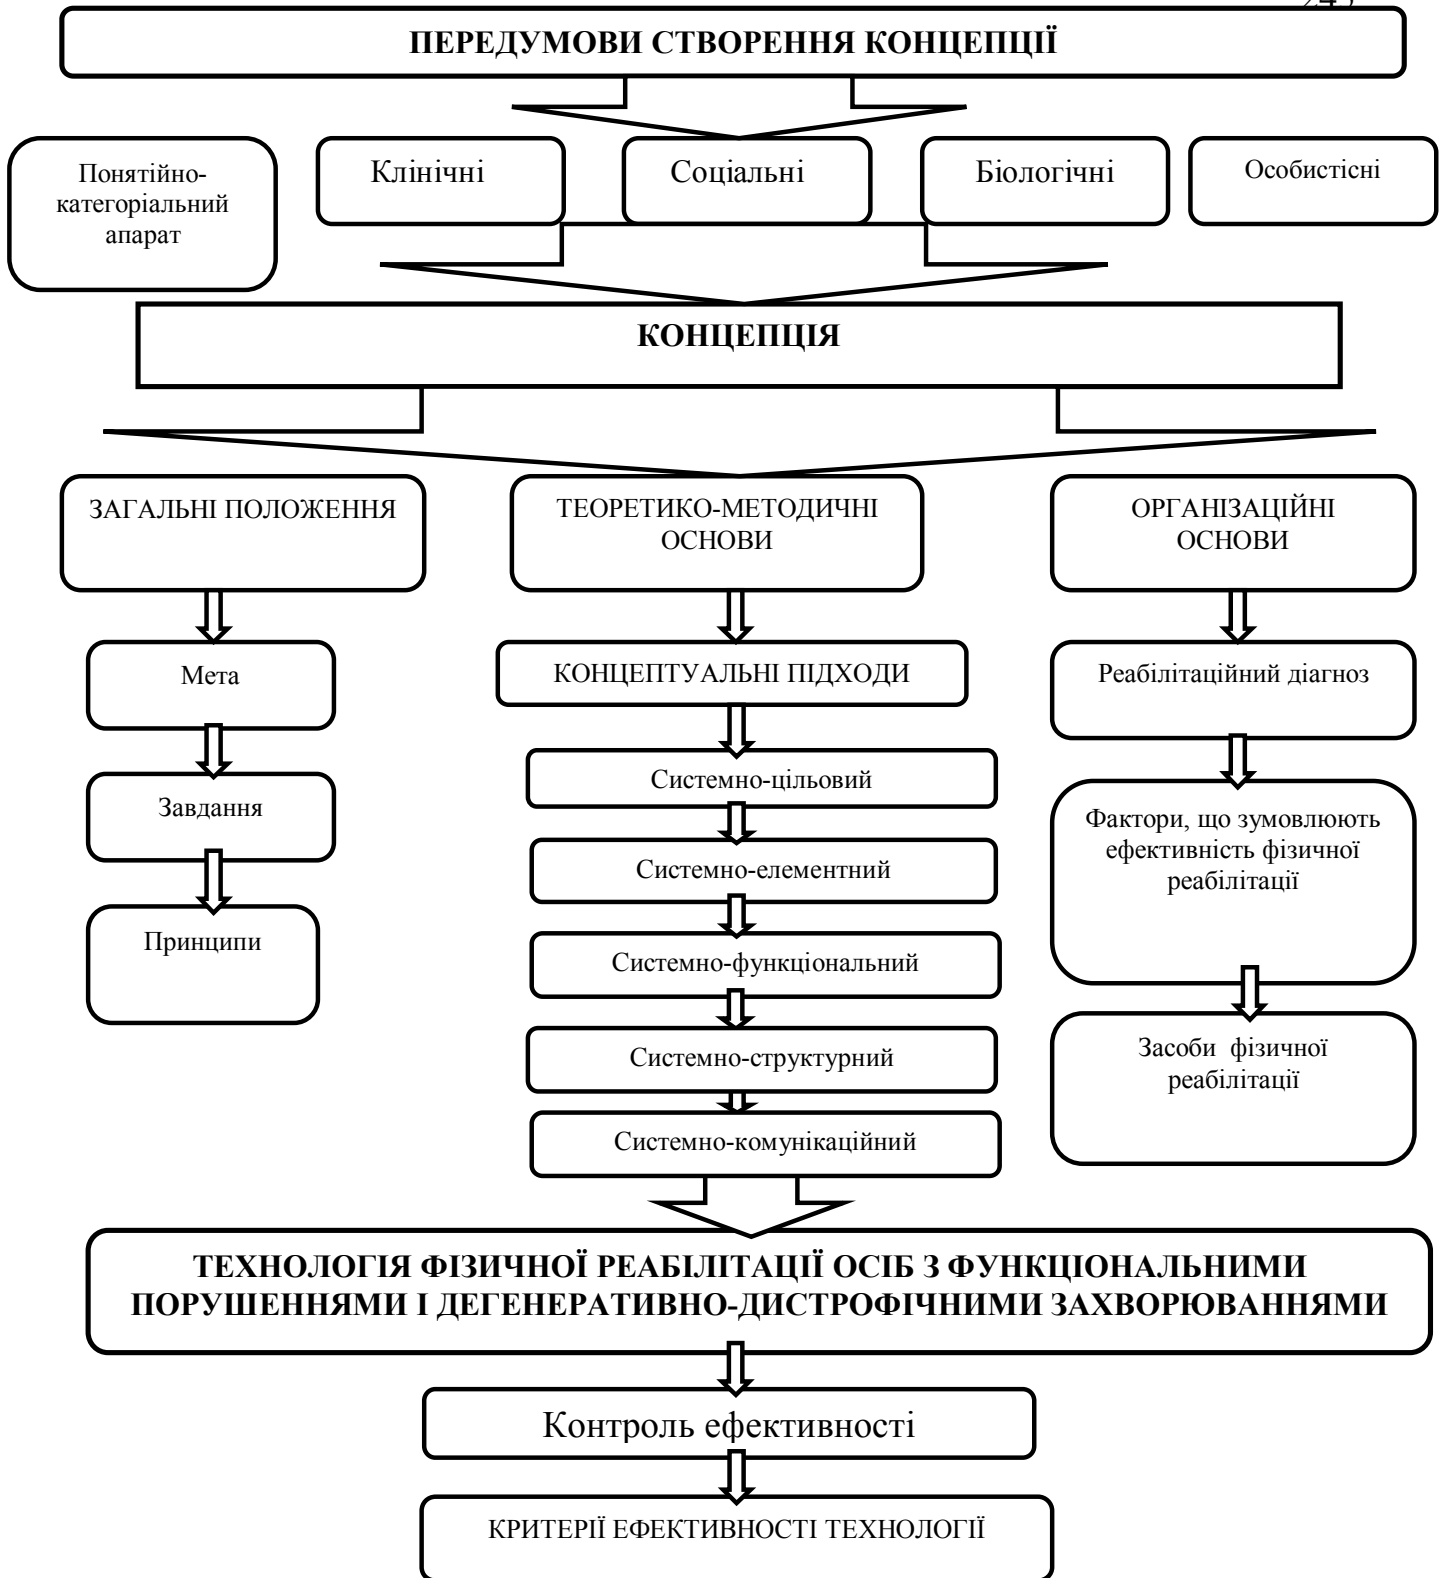 ПЕРЕДУМОВИ СТВОРЕННЯ КОНЦЕПЦІЇ
Понятійно-
категоріальний
апарат
Клінічні
Соціальні
Біологічні
Особистісні
КОНЦЕПЦІЯ
ЗАГАЛЬНІ ПОЛОЖЕННЯ
ТЕОРЕТИКО-МЕТОДИЧНІ
ОСНОВИ
ОРГАНІЗАЦІЙНІ
ОСНОВИ
Мета
Завдання
Принципи
КОНЦЕПТУАЛЬНІ ПІДХОДИ
Системно-цільовий
Системно-елементний
Системно-функціональний
Системно-структурний
Системно-комунікаційний
Реабілітаційний діагноз
Фактори, що зумовлюють
ефективність фізичної
реабілітації
Засоби фізичної
реабілітації
ТЕХНОЛОГІЯ ФІЗИЧНОЇ РЕАБІЛІТАЦІЇ ОСІБ З ФУНКЦІОНАЛЬНИМИ
ПОРУШЕННЯМИ І ДЕГЕНЕРАТИВНО-ДИСТРОФІЧНИМИ ЗАХВОРЮВАННЯМИ
Контроль ефективності
КРИТЕРІЇ ЕФЕКТИВНОСТІ ТЕХНОЛОГІЇ